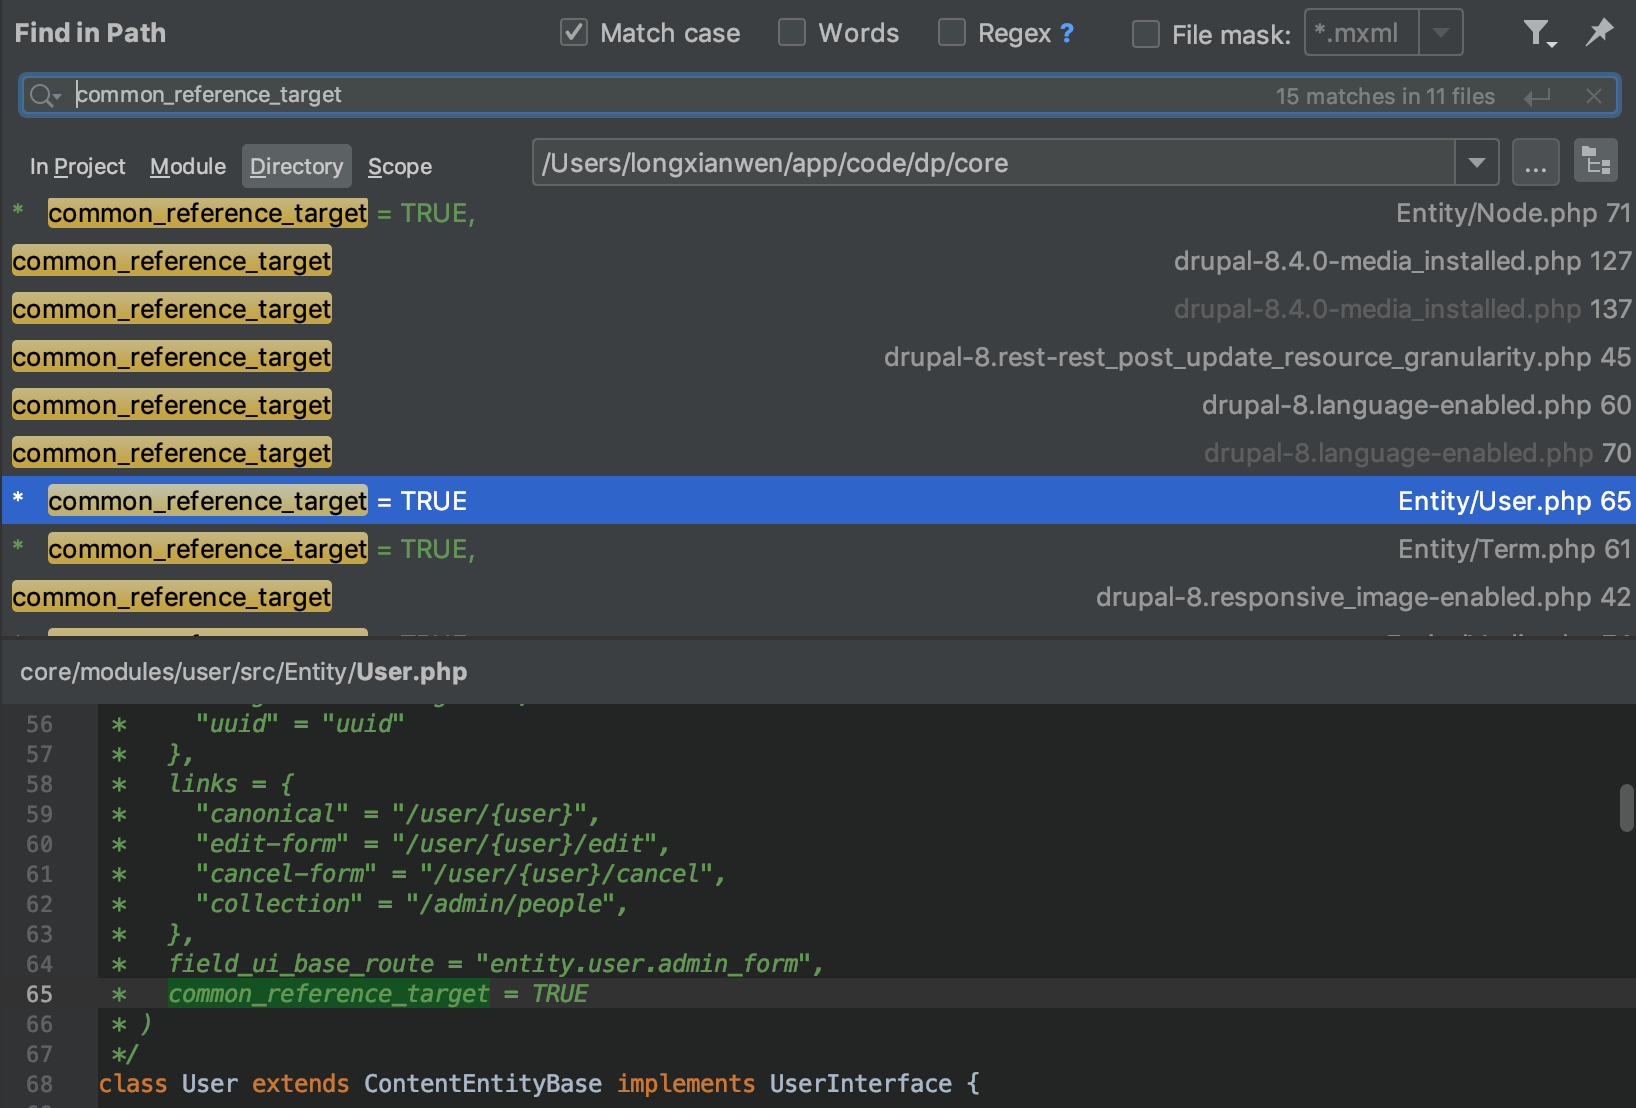 Find in Path
Match case
Words
Regex ?
File mask:
*.mxml
common_reference_target
15 matches in 11 files
In Project
Module
Directory
Scope
/Users/longxianwen/app/code/dp/core
...
* common_reference_target = TRUE, Entity/Node.php 71
common_reference_target drupal-8.4.0-media_installed.php 127
common_reference_target drupal-8.4.0-media_installed.php 137
common_reference_target drupal-8.rest-rest_post_update_resource_granularity.php 45
common_reference_target drupal-8.language-enabled.php 60
common_reference_target drupal-8.language-enabled.php 70
* common_reference_target = TRUE Entity/User.php 65
* common_reference_target = TRUE, Entity/Term.php 61
common_reference_target drupal-8.responsive_image-enabled.php 42
core/modules/user/src/Entity/User.php
56 * "uuid" = "uuid"
57 * },
58 * links = {
59 * "canonical" = "/user/{user}",
60 * "edit-form" = "/user/{user}/edit",
61 * "cancel-form" = "/user/{user}/cancel",
62 * "collection" = "/admin/people",
63 * },
64 * field_ui_base_route = "entity.user.admin_form",
65 * common_reference_target = TRUE
66 * )
67 */
68 class User extends ContentEntityBase implements UserInterface {